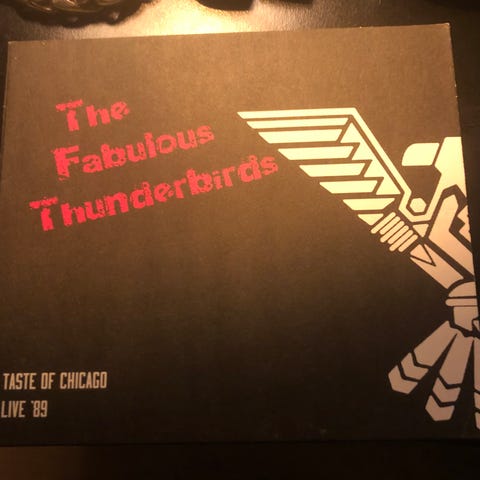 The
Fabulous
Thunderbirds
TASTE OF CHICAGO
LIVE '89